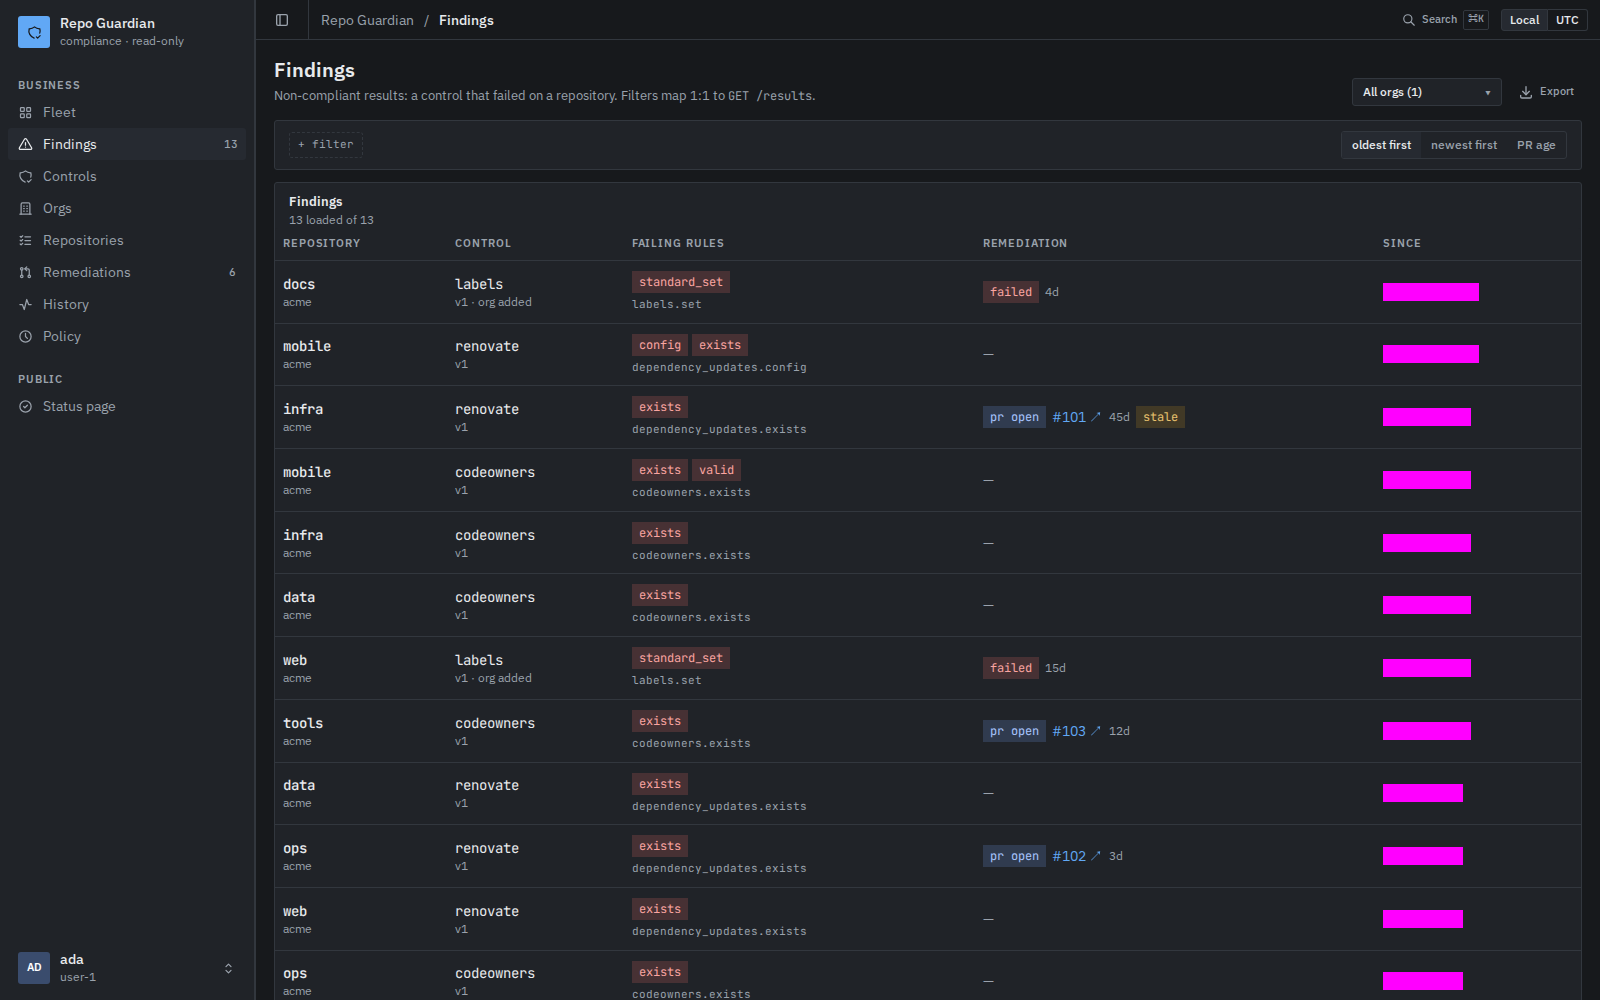 Repo Guardian
compliance · read-only
BUSINESS
Fleet
Findings 13
Controls
Orgs
Repositories
Remediations 6
History
Policy
PUBLIC
Status page
AD
ada
user-1
Repo Guardian / Findings
Search ⌘K
Local UTC
Findings
Non-compliant results: a control that failed on a repository. Filters map 1:1 to GET /results.
All orgs (1)
Export
+ filter
oldest first newest first PR age
Findings
13 loaded of 13
REPOSITORY CONTROL FAILING RULES REMEDIATION SINCE
docs labels standard_set failed 4d
acme v1 · org added labels.set
mobile renovate config exists —
acme v1 dependency_updates.config
infra renovate exists pr open #101 ↗ 45d stale
acme v1 dependency_updates.exists
mobile codeowners exists valid —
acme v1 codeowners.exists
infra codeowners exists —
acme v1 codeowners.exists
data codeowners exists —
acme v1 codeowners.exists
web labels standard_set failed 15d
acme v1 · org added labels.set
tools codeowners exists pr open #103 ↗ 12d
acme v1 codeowners.exists
data renovate exists —
acme v1 dependency_updates.exists
ops renovate exists pr open #102 ↗ 3d
acme v1 dependency_updates.exists
web renovate exists —
acme v1 dependency_updates.exists
ops codeowners exists —
acme v1 codeowners.exists